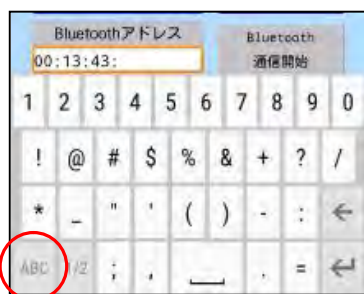 Bluetoothアドレス
Bluetooth
通信開始
00:13:43:
1 2 3 4 5 6 7 8 9 0
! @ # $ % & + ? /
* _ " ' ( ) - : ←
ABC 1/2 ; , . = ↵